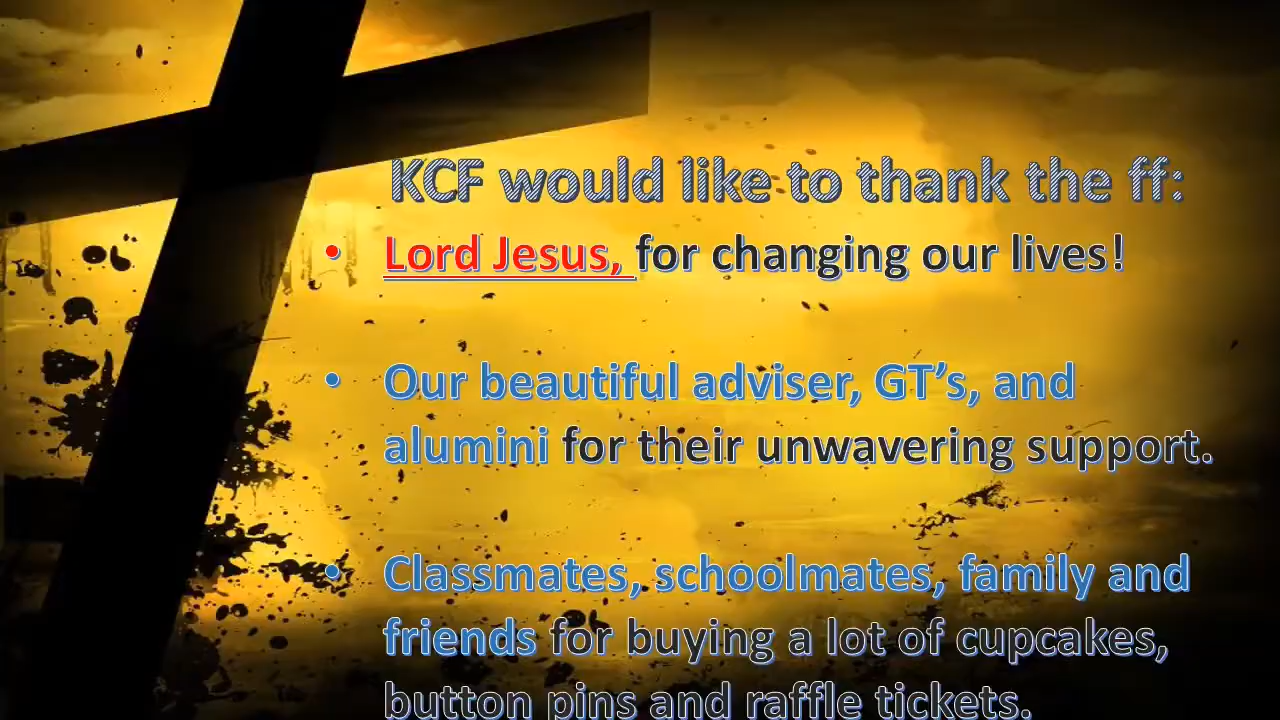 KCF would like to thank the ff:
• Lord Jesus, for changing our lives!
• Our beautiful adviser, GT’s, and
alumini for their unwavering support.
• Classmates, schoolmates, family and
friends for buying a lot of cupcakes,
button pins and raffle tickets.